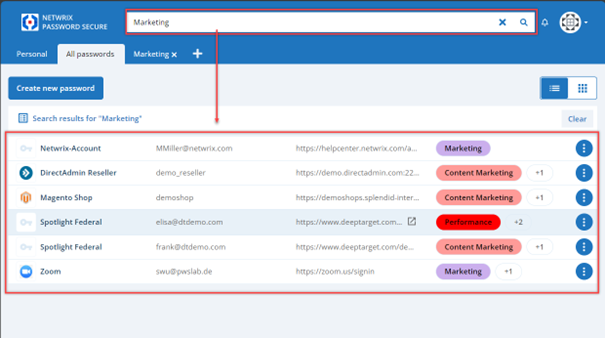 NETWRIX
PASSWORD SECURE
Marketing
Personal All passwords Marketing
Create new password
Search results for "Marketing" Clear
Netwrix-Account MMiller@netwrix.com https://helpcenter.netwrix.com/a... Marketing
DirectAdmin Reseller demo_reseller https://demo.directadmin.com:22... Content Marketing +1
Magento Shop demoshop https://demoshops.splendid-inter... Content Marketing +1
Spotlight Federal elisa@dtdemo.com https://www.deeptarget.com... Performance +2
Spotlight Federal frank@dtdemo.com https://www.deeptarget.com/de... Content Marketing +1
Zoom swu@pwslab.de https://zoom.us/signin Marketing +1